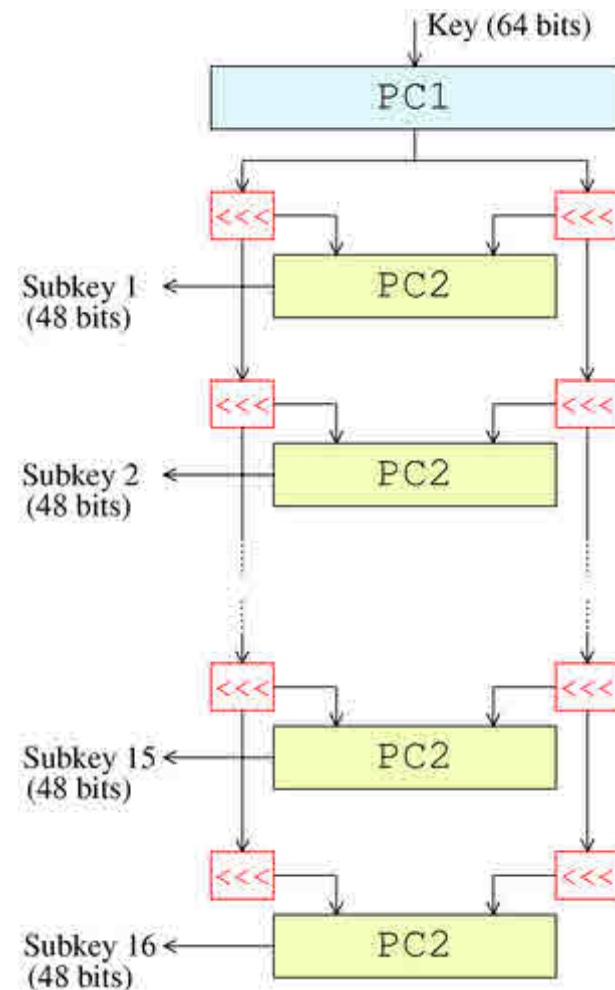 Key (64 bits)
PC1
<<< <<<
PC2
Subkey 1
(48 bits)
<<< <<<
PC2
Subkey 2
(48 bits)
<<< <<<
PC2
Subkey 15
(48 bits)
<<< <<<
PC2
Subkey 16
(48 bits)